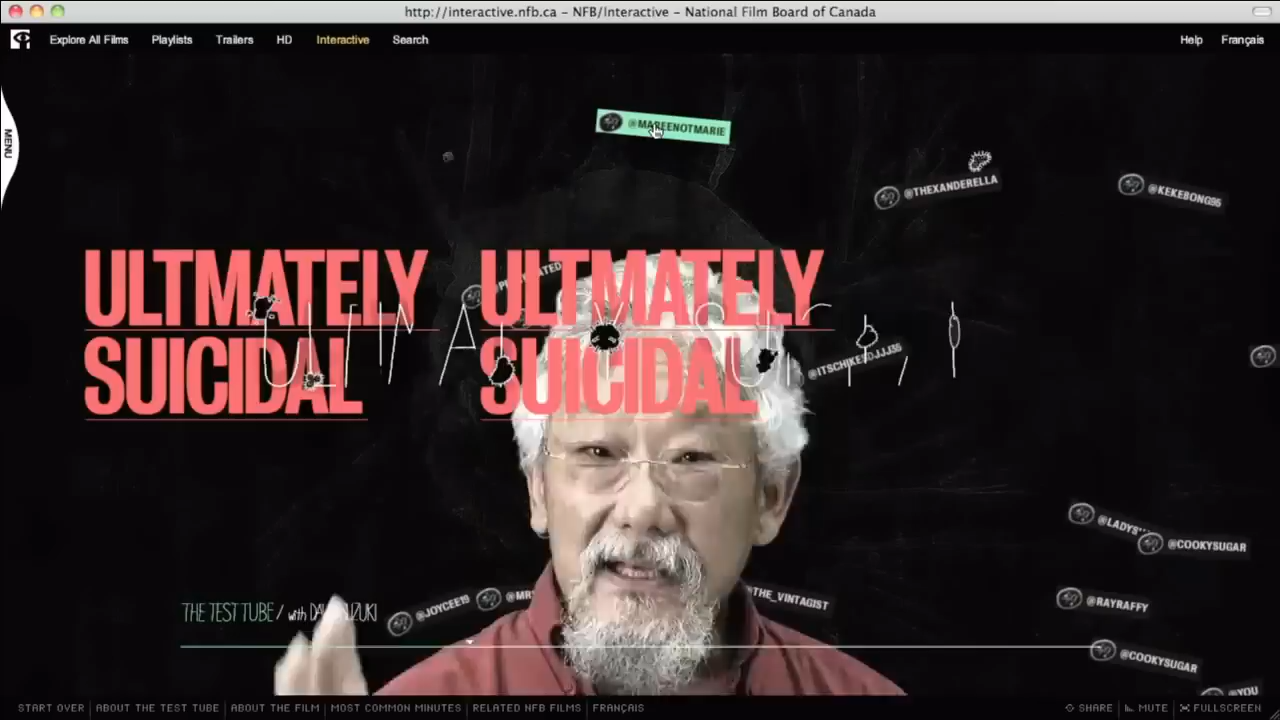 http://interactive.nfb.ca – NFB/Interactive – National Film Board of Canada
Explore All Films Playlists Trailers HD Interactive Search Help Français
MENU
@MAREENOTMARIE
@THEXANDERELLA
@KEKEBONG95
ULTMATELY ULTMATELY
SUICIDAL SUICIDAL
@LADYS
@COOKYSUGAR
@JOYCEE19
@MR
@THE_VINTAGIST
@RAYRAFFY
THE TEST TUBE / with
@COOKYSUGAR
@YOU
START OVER ABOUT THE TEST TUBE ABOUT THE FILM MOST COMMON MINUTES RELATED NFB FILMS FRANÇAIS SHARE MUTE FULLSCREEN